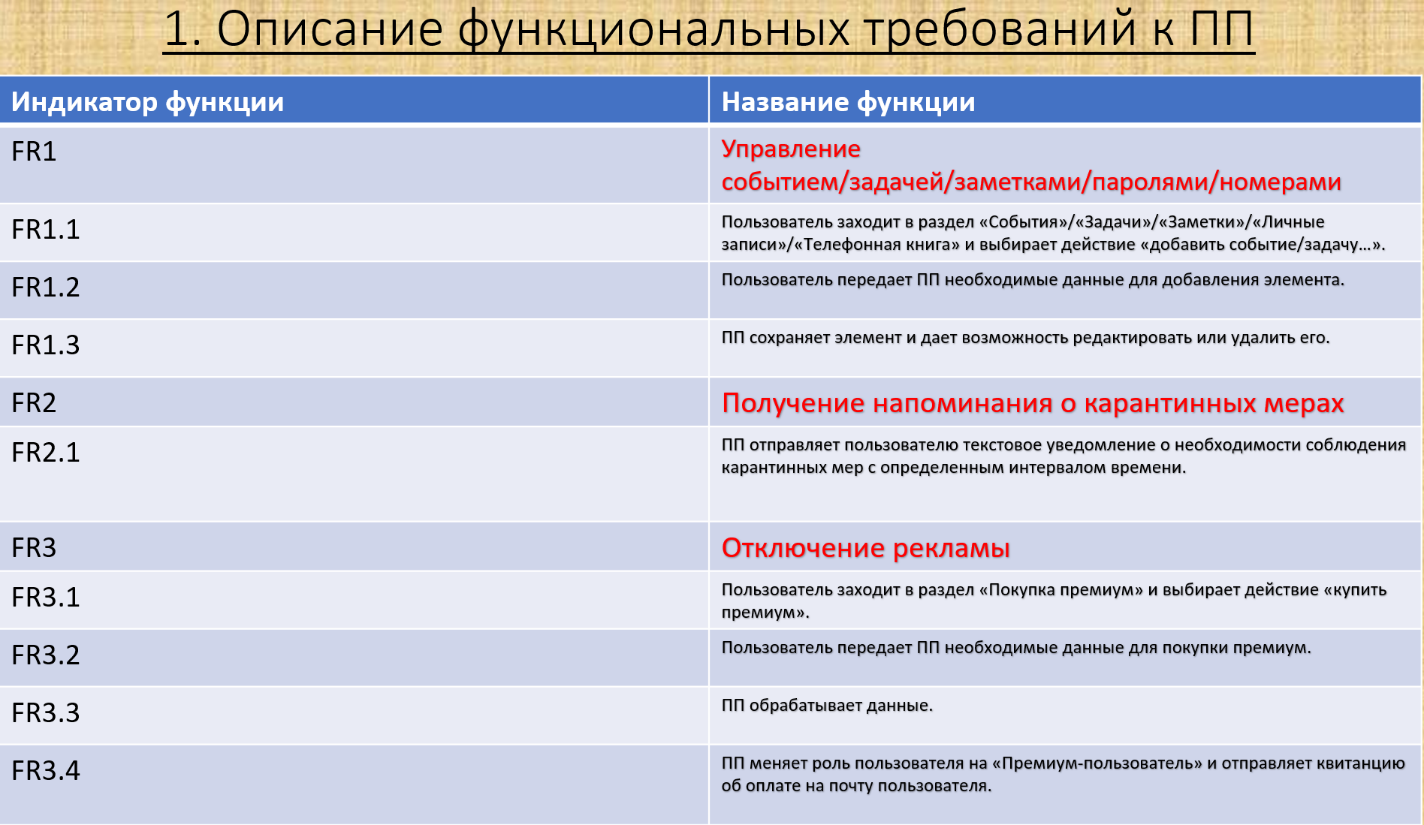 1. Описание функциональных требований к ПП
Индикатор функции
Название функции
FR1
Управление
событием/задачей/заметками/паролями/номерами
FR1.1
Пользователь заходит в раздел «События»/«Задачи»/«Заметки»/«Личные
записи»/«Телефонная книга» и выбирает действие «добавить событие/задачу…».
FR1.2
Пользователь передает ПП необходимые данные для добавления элемента.
FR1.3
ПП сохраняет элемент и дает возможность редактировать или удалить его.
FR2
Получение напоминания о карантинных мерах
FR2.1
ПП отправляет пользователю текстовое уведомление о необходимости соблюдения
карантинных мер с определенным интервалом времени.
FR3
Отключение рекламы
FR3.1
Пользователь заходит в раздел «Покупка премиум» и выбирает действие «купить
премиум».
FR3.2
Пользователь передает ПП необходимые данные для покупки премиум.
FR3.3
ПП обрабатывает данные.
FR3.4
ПП меняет роль пользователя на «Премиум-пользователь» и отправляет квитанцию
об оплате на почту пользователя.